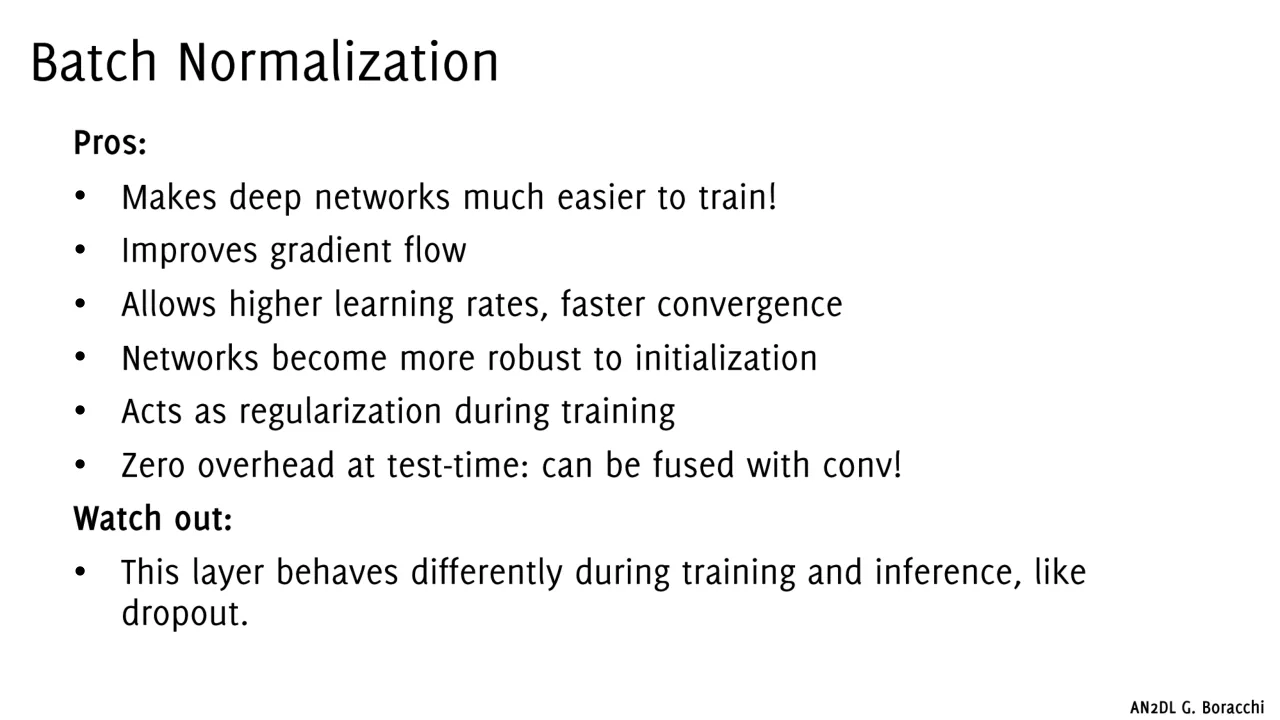 Batch Normalization
Pros:
• Makes deep networks much easier to train!
• Improves gradient flow
• Allows higher learning rates, faster convergence
• Networks become more robust to initialization
• Acts as regularization during training
• Zero overhead at test-time: can be fused with conv!
Watch out:
• This layer behaves differently during training and inference, like
dropout.
AN2DL G. Boracchi